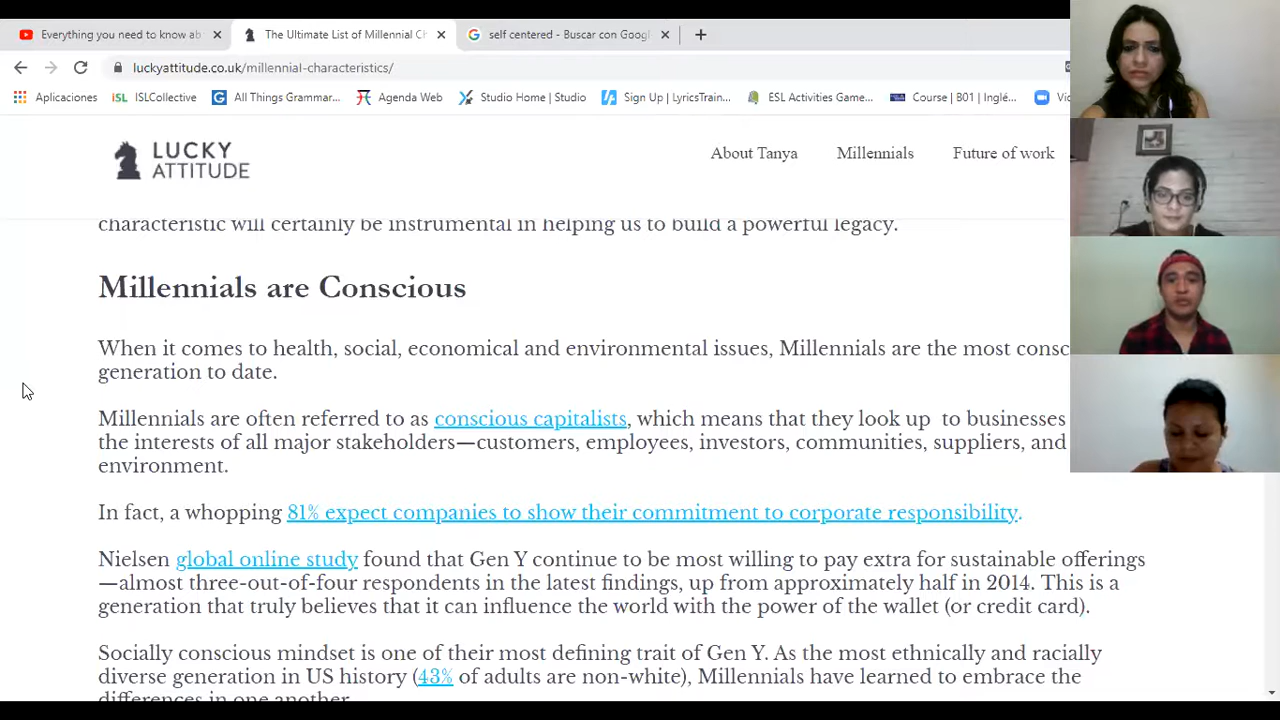 Everything you need to know ab
The Ultimate List of Millennial Ch
self centered - Buscar con Googl
luckyattitude.co.uk/millennial-characteristics/
Aplicaciones
iSL ISLCollective
All Things Grammar...
Agenda Web
Studio Home | Studio
Sign Up | LyricsTrain...
ESL Activities Game...
Course | B01 | Inglé...
LUCKY
ATTITUDE
About Tanya
Millennials
Future of work
characteristic will certainly be instrumental in helping us to build a powerful legacy.
Millennials are Conscious
When it comes to health, social, economical and environmental issues, Millennials are the most consc
generation to date.
Millennials are often referred to as conscious capitalists, which means that they look up to businesses
the interests of all major stakeholders—customers, employees, investors, communities, suppliers, and
environment.
In fact, a whopping 81% expect companies to show their commitment to corporate responsibility.
Nielsen global online study found that Gen Y continue to be most willing to pay extra for sustainable offerings
—almost three-out-of-four respondents in the latest findings, up from approximately half in 2014. This is a
generation that truly believes that it can influence the world with the power of the wallet (or credit card).
Socially conscious mindset is one of their most defining trait of Gen Y. As the most ethnically and racially
diverse generation in US history (43% of adults are non-white), Millennials have learned to embrace the
differences in one another.